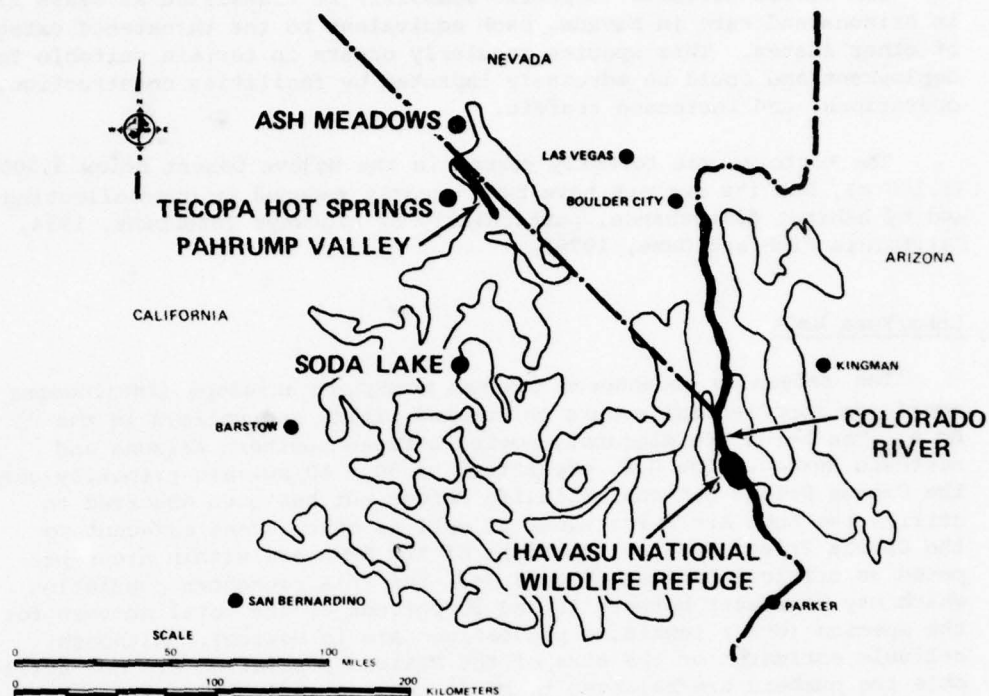 NEVADA
ASH MEADOWS
LAS VEGAS
TECOPA HOT SPRINGS
BOULDER CITY
PAHRUMP VALLEY
ARIZONA
CALIFORNIA
SODA LAKE
KINGMAN
BARSTOW
COLORADO
RIVER
HAVASU NATIONAL
WILDLIFE REFUGE
SAN BERNARDINO
PARKER
SCALE
0 50 100 MILES
0 100 200 KILOMETERS